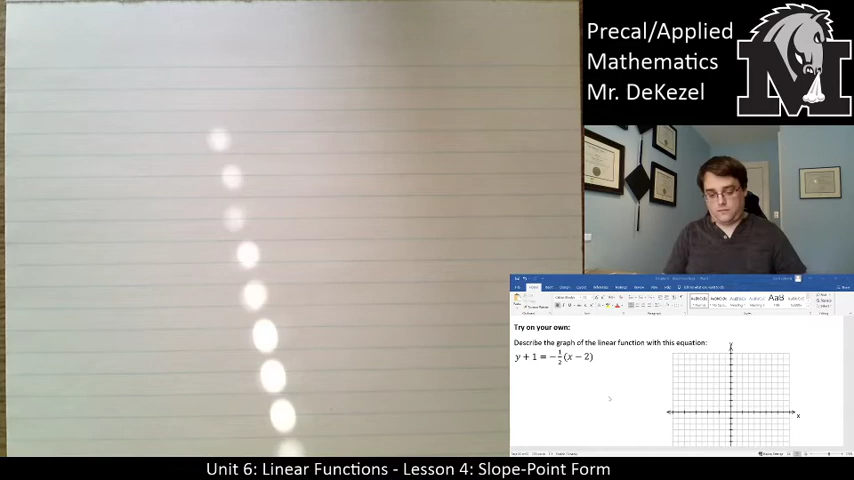 Precal/Applied
Mathematics
Mr. DeKezel
M
Try on your own:
Describe the graph of the linear function with this equation:
y + 1 = -1/2(x - 2)
y
x
Unit 6: Linear Functions - Lesson 4: Slope-Point Form